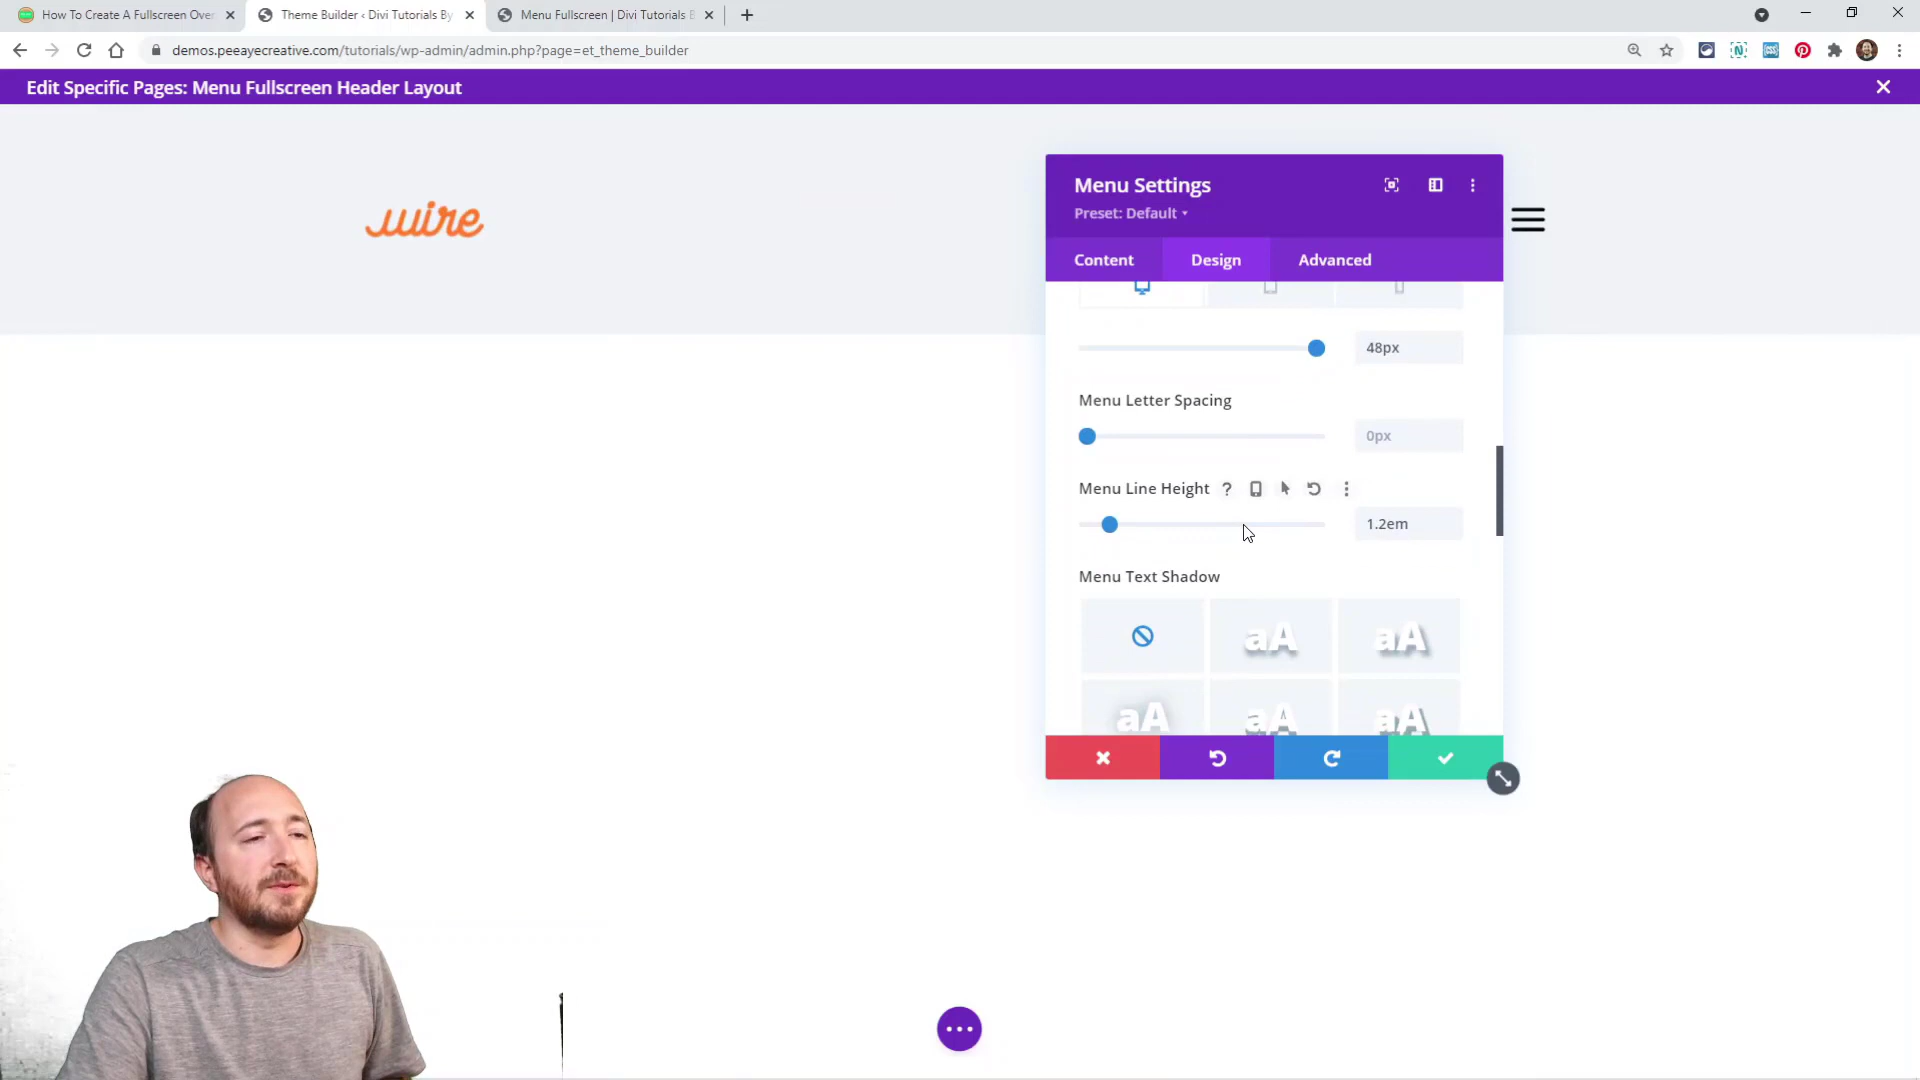 How To Create A Fullscreen Over
Theme Builder ‹ Divi Tutorials By
Menu Fullscreen | Divi Tutorials B
demos.peeayecreative.com/tutorials/wp-admin/admin.php?page=et_theme_builder
Edit Specific Pages: Menu Fullscreen Header Layout
wire
Menu Settings
Preset: Default
Content
Design
Advanced
48px
Menu Letter Spacing
0px
Menu Line Height
1.2em
Menu Text Shadow
aA
aA
aA
aA
aA